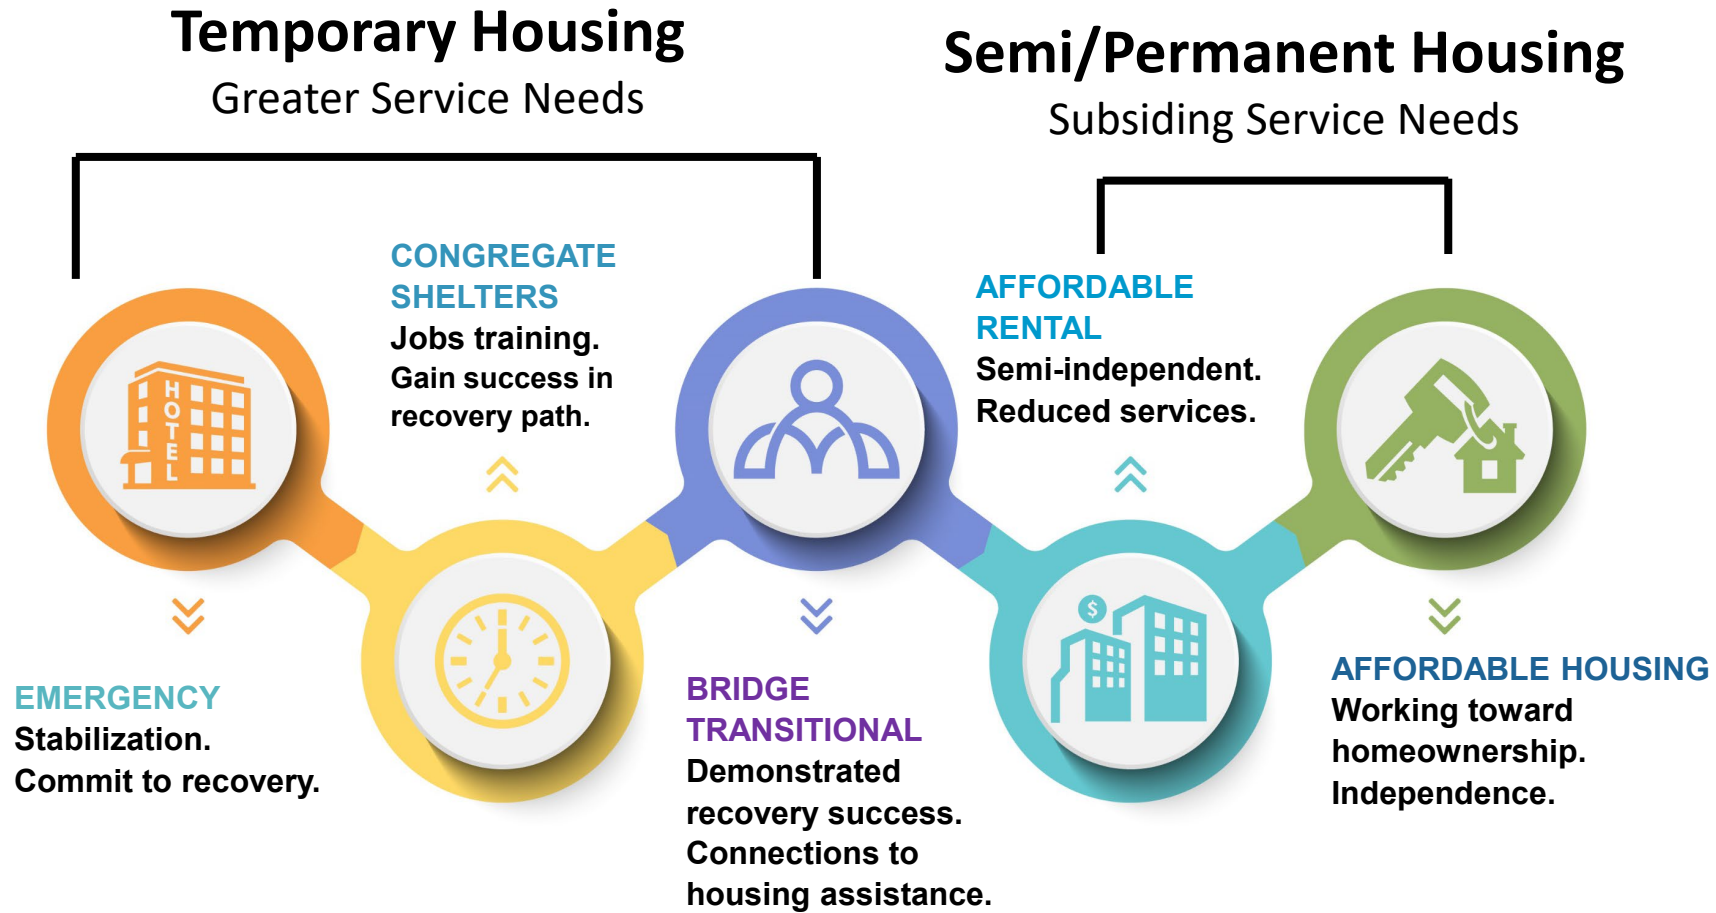 Temporary Housing
Greater Service Needs
Semi/Permanent Housing
Subsiding Service Needs
HOTEL
EMERGENCY
Stabilization.
Commit to recovery.
CONGREGATE
SHELTERS
Jobs training.
Gain success in
recovery path.
BRIDGE
TRANSITIONAL
Demonstrated
recovery success.
Connections to
housing assistance.
AFFORDABLE
RENTAL
Semi-independent.
Reduced services.
$
AFFORDABLE HOUSING
Working toward
homeownership.
Independence.